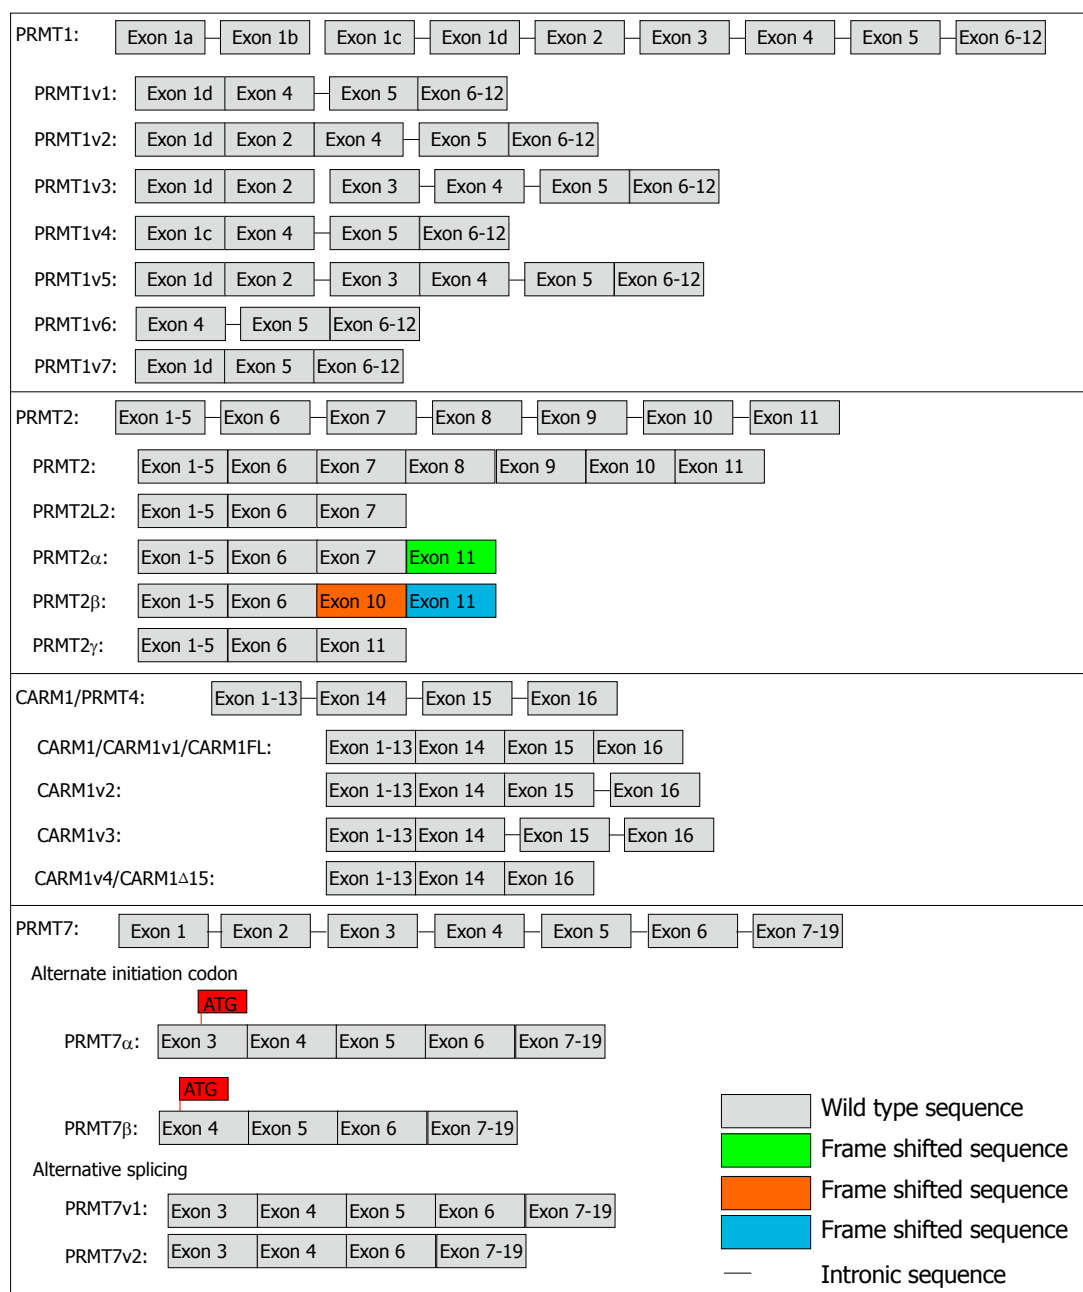 PRMT1: Exon 1a Exon 1b Exon 1c Exon 1d Exon 2 Exon 3 Exon 4 Exon 5 Exon 6-12
PRMT1v1: Exon 1d Exon 4 Exon 5 Exon 6-12
PRMT1v2: Exon 1d Exon 2 Exon 4 Exon 5 Exon 6-12
PRMT1v3: Exon 1d Exon 2 Exon 3 Exon 4 Exon 5 Exon 6-12
PRMT1v4: Exon 1c Exon 4 Exon 5 Exon 6-12
PRMT1v5: Exon 1d Exon 2 Exon 3 Exon 4 Exon 5 Exon 6-12
PRMT1v6: Exon 4 Exon 5 Exon 6-12
PRMT1v7: Exon 1d Exon 5 Exon 6-12
PRMT2: Exon 1-5 Exon 6 Exon 7 Exon 8 Exon 9 Exon 10 Exon 11
PRMT2: Exon 1-5 Exon 6 Exon 7 Exon 8 Exon 9 Exon 10 Exon 11
PRMT2L2: Exon 1-5 Exon 6 Exon 7
PRMT2α: Exon 1-5 Exon 6 Exon 7 Exon 11
PRMT2β: Exon 1-5 Exon 6 Exon 10 Exon 11
PRMT2γ: Exon 1-5 Exon 6 Exon 11
CARM1/PRMT4: Exon 1-13 Exon 14 Exon 15 Exon 16
CARM1/CARM1v1/CARM1FL: Exon 1-13 Exon 14 Exon 15 Exon 16
CARM1v2: Exon 1-13 Exon 14 Exon 15 Exon 16
CARM1v3: Exon 1-13 Exon 14 Exon 15 Exon 16
CARM1v4/CARM1Δ15: Exon 1-13 Exon 14 Exon 16
PRMT7: Exon 1 Exon 2 Exon 3 Exon 4 Exon 5 Exon 6 Exon 7-19
Alternate initiation codon
ATG
PRMT7α: Exon 3 Exon 4 Exon 5 Exon 6 Exon 7-19
ATG
PRMT7β: Exon 4 Exon 5 Exon 6 Exon 7-19
Alternative splicing
PRMT7v1: Exon 3 Exon 4 Exon 5 Exon 6 Exon 7-19
PRMT7v2: Exon 3 Exon 4 Exon 6 Exon 7-19
Wild type sequence
Frame shifted sequence
Frame shifted sequence
Frame shifted sequence
Intronic sequence